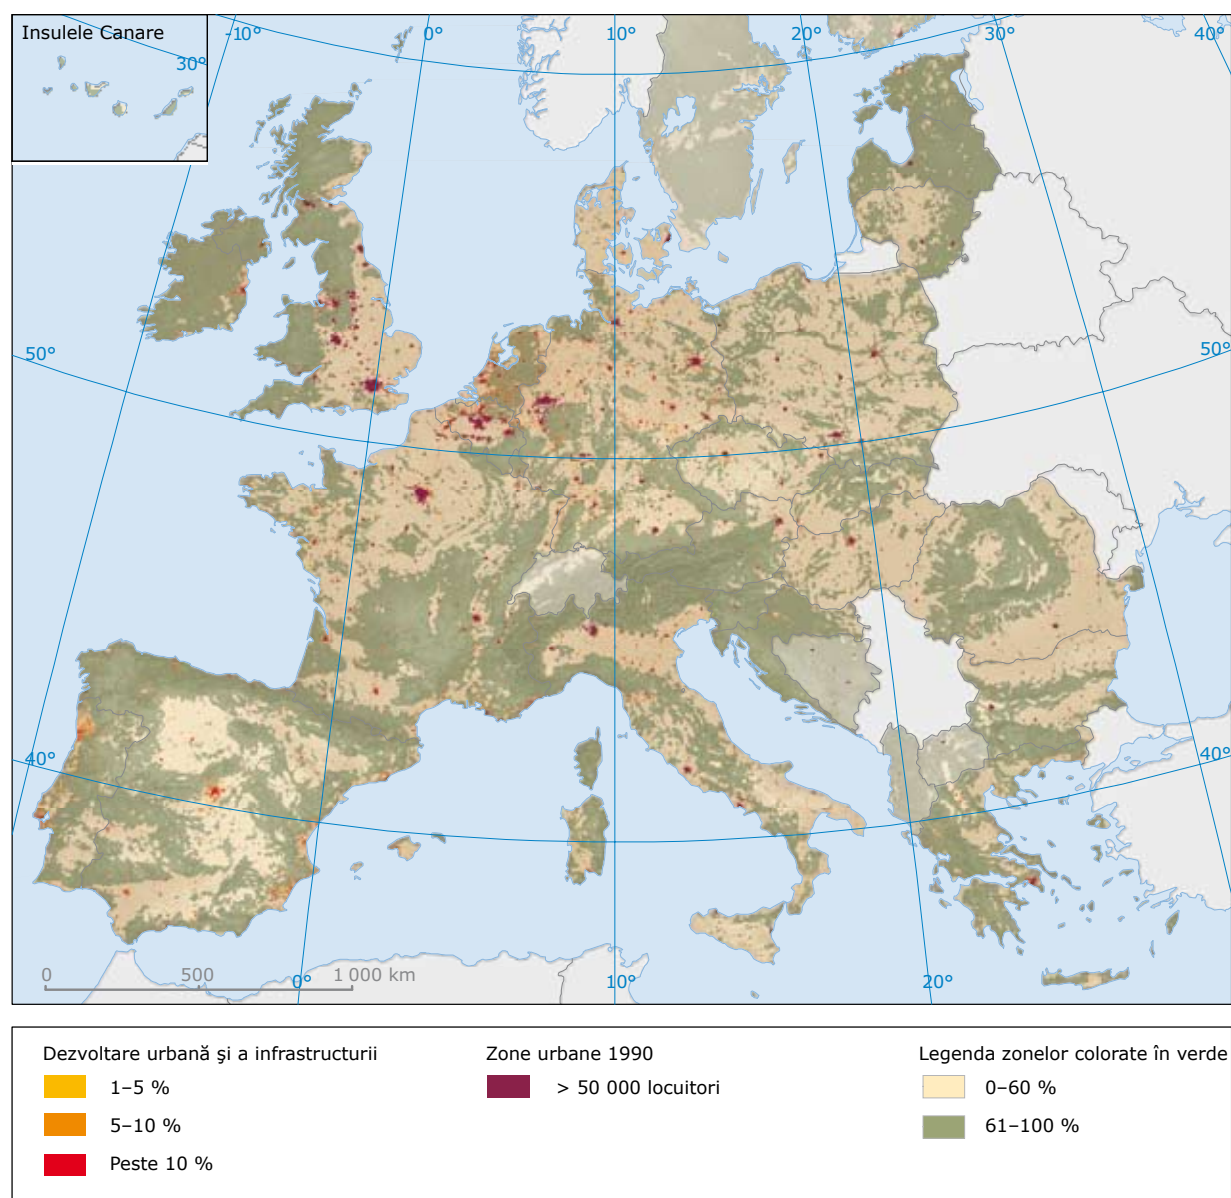 Insulele Canare
-10°
0°
10°
20°
30°
40°
30°
50°
50°
40°
40°
0
500
1 000 km
0°
10°
20°
Dezvoltare urbană şi a infrastructurii
1–5 %
5–10 %
Peste 10 %
Zone urbane 1990
> 50 000 locuitori
Legenda zonelor colorate în verde
0–60 %
61–100 %